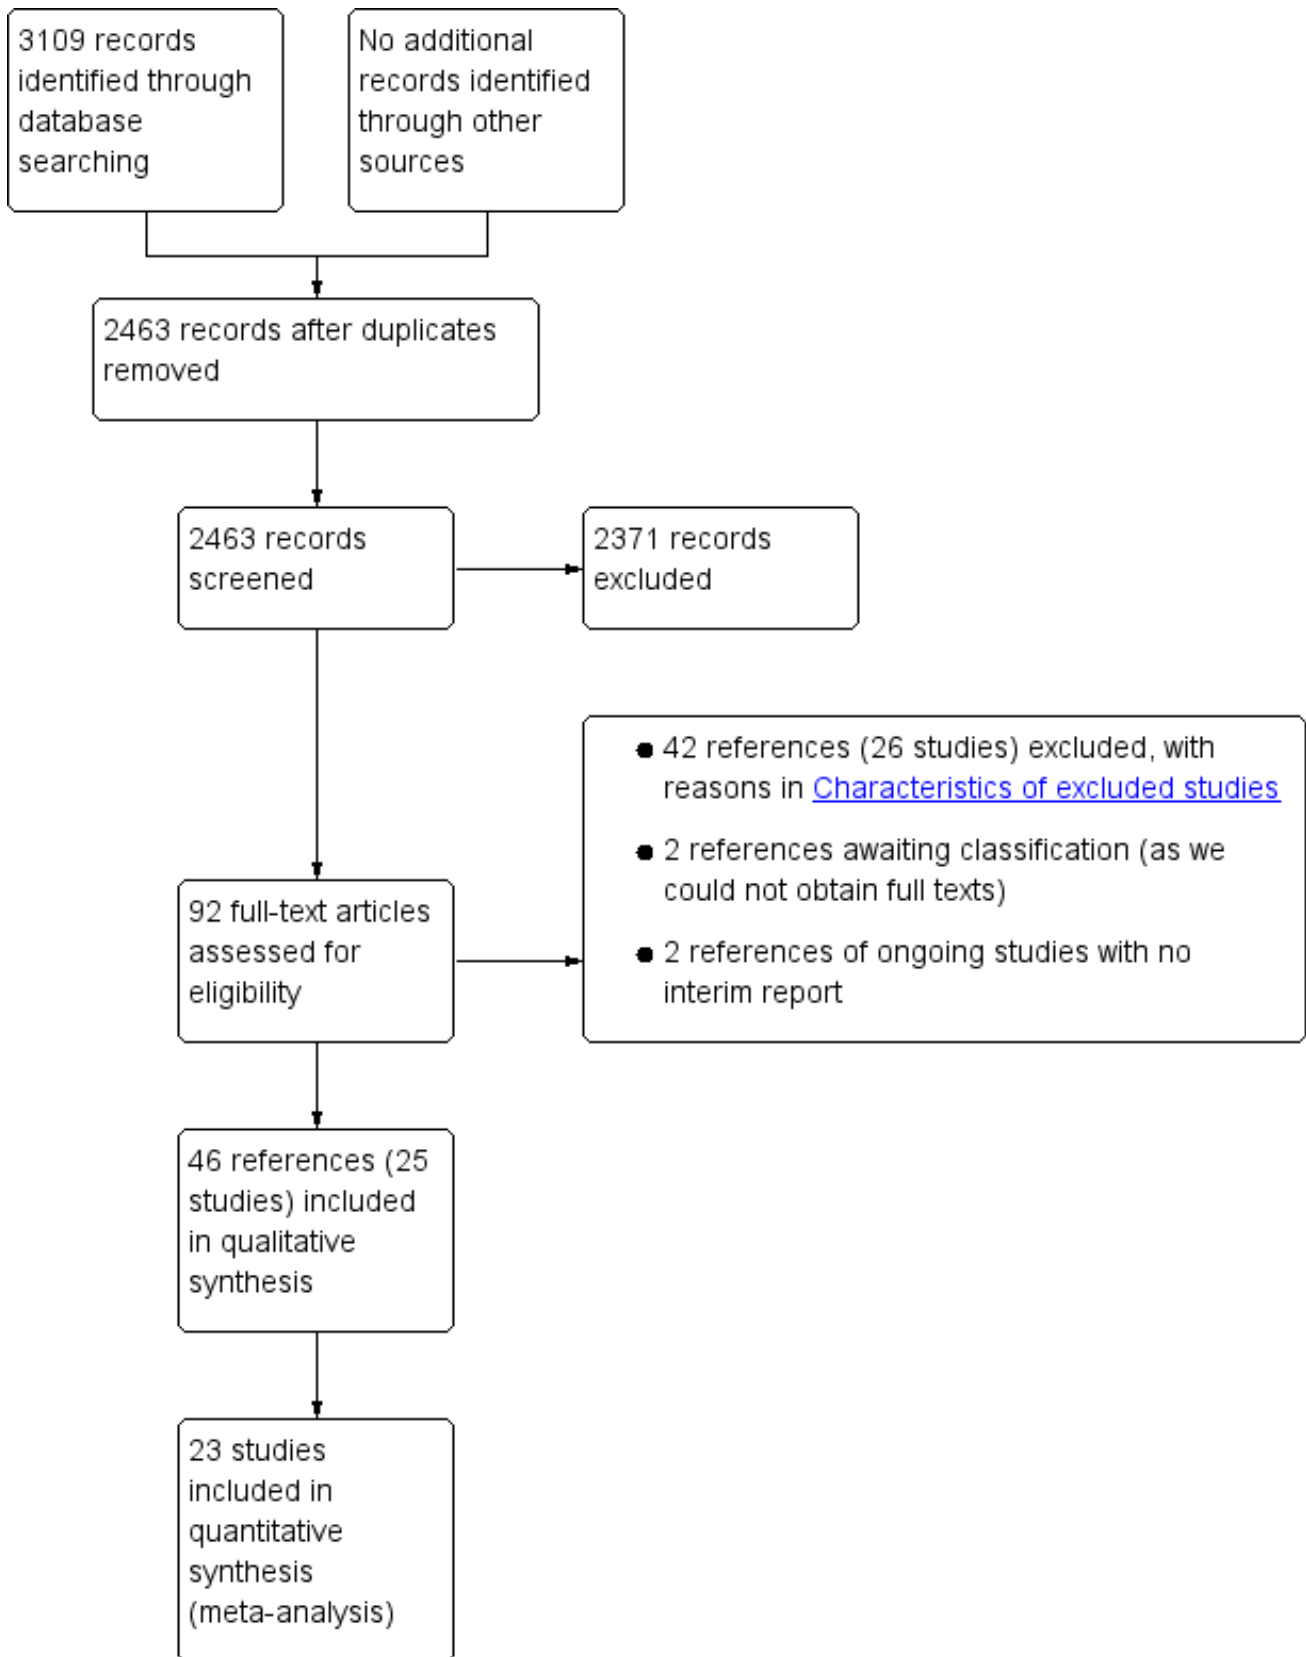 3109 records
identified through
database
searching
No additional
records identified
through other
sources
2463 records after duplicates
removed
2463 records
screened
2371 records
excluded
92 full-text articles
assessed for
eligibility
● 42 references (26 studies) excluded, with
reasons in Characteristics of excluded studies
● 2 references awaiting classification (as we
could not obtain full texts)
● 2 references of ongoing studies with no
interim report
46 references (25
studies) included
in qualitative
synthesis
23 studies
included in
quantitative
synthesis
(meta-analysis)